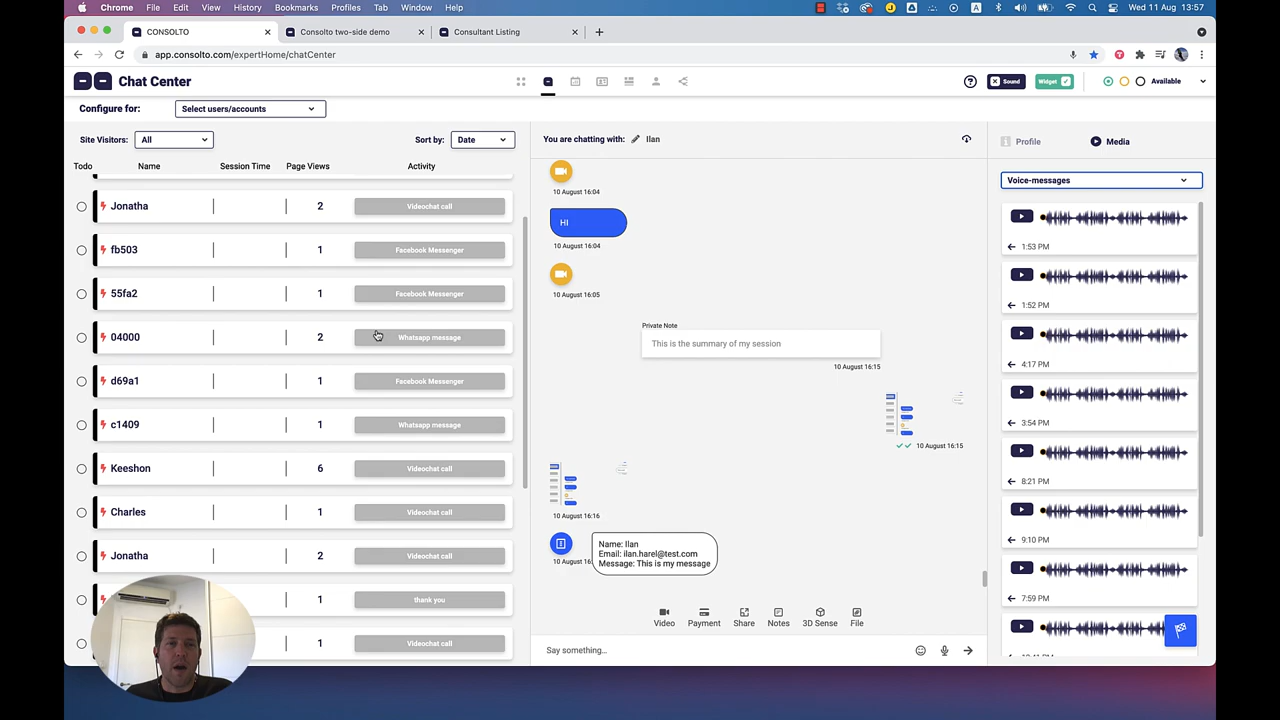 Chrome File Edit View History Bookmarks Profiles Tab Window Help
Wed 11 Aug 13:57
CONSOLTO
Consolto two-side demo
Consultant Listing
app.consolto.com/expertHome/chatCenter
Chat Center
Sound
Widget
Available
Configure for:
Select users/accounts
Site Visitors:
All
Sort by:
Date
Todo Name Session Time Page Views Activity
Jonatha 2 Videochat call
fb503 1 Facebook Messenger
55fa2 1 Facebook Messenger
04000 2 Whatsapp message
d69a1 1 Facebook Messenger
c1409 1 Whatsapp message
Keeshon 6 Videochat call
Charles 1 Videochat call
Jonatha 2 Videochat call
1 thank you
1 Videochat call
You are chatting with: Ilan
10 August 16:04
HI
10 August 16:04
10 August 16:05
Private Note
This is the summary of my session
10 August 16:15
10 August 16:15
10 August 16:16
Name: Ilan
Email: ilan.harel@test.com
Message: This is my message
10 August 16:
Video Payment Share Notes 3D Sense File
Say something...
Profile
Media
Voice-messages
1:53 PM
1:52 PM
4:17 PM
3:54 PM
8:21 PM
9:10 PM
7:59 PM